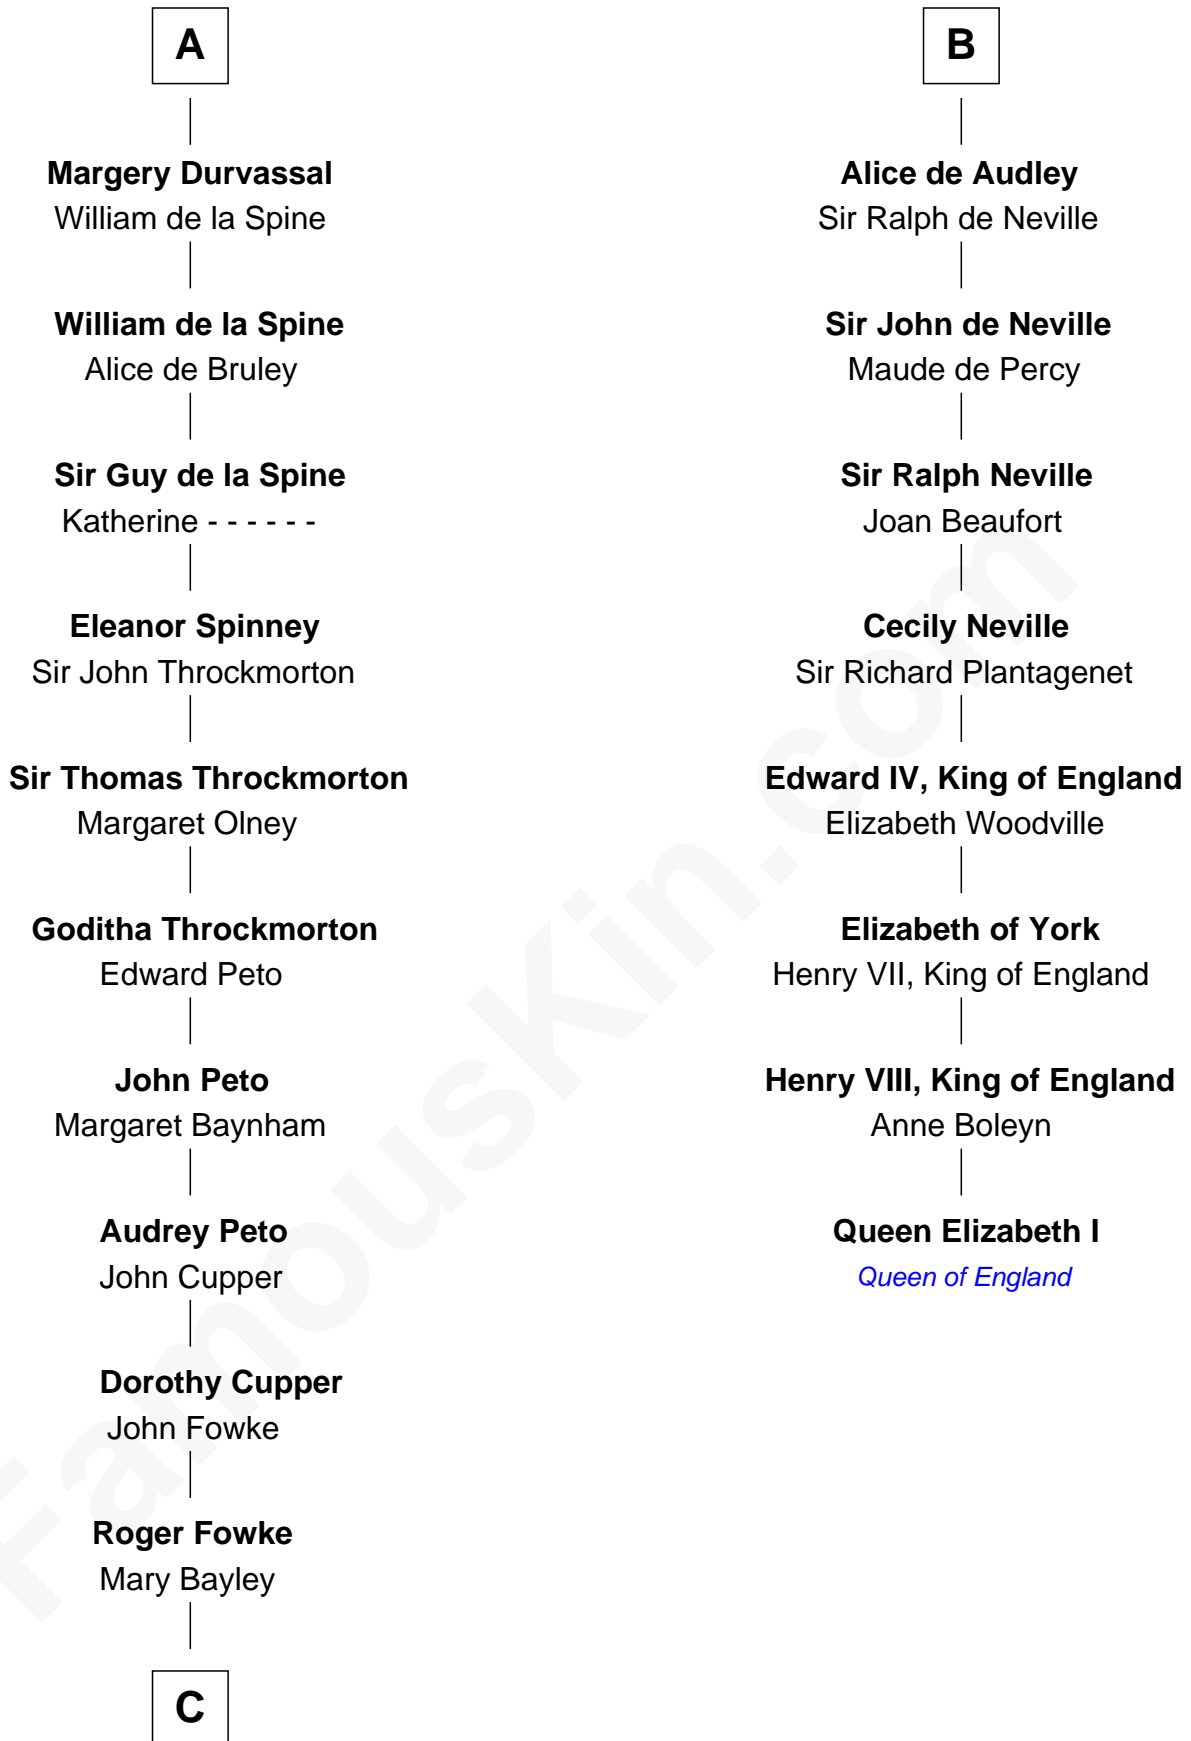 A
Margery Durvassal
William de la Spine
William de la Spine
Alice de Bruley
Sir Guy de la Spine
Katherine - - - - - -
Eleanor Spinney
Sir John Throckmorton
Sir Thomas Throckmorton
Margaret Olney
Goditha Throckmorton
Edward Peto
John Peto
Margaret Baynham
Audrey Peto
John Cupper
Dorothy Cupper
John Fowke
Roger Fowke
Mary Bayley
C
B
Alice de Audley
Sir Ralph de Neville
Sir John de Neville
Maude de Percy
Sir Ralph Neville
Joan Beaufort
Cecily Neville
Sir Richard Plantagenet
Edward IV, King of England
Elizabeth Woodville
Elizabeth of York
Henry VII, King of England
Henry VIII, King of England
Anne Boleyn
Queen Elizabeth I
Queen of England
FamousKin.com